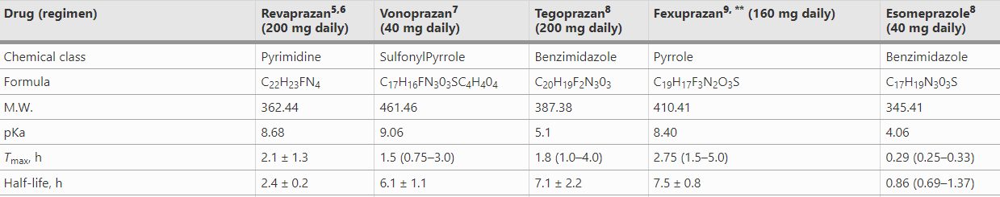 Drug (regimen) Revaprazan5,6 (200 mg daily) Vonoprazan7 (40 mg daily) Tegoprazan8 (200 mg daily) Fexuprazan9, ** (160 mg daily) Esomeprazole8 (40 mg daily)
Chemical class Pyrimidine SulfonylPyrrole Benzimidazole Pyrrole Benzimidazole
Formula C22H23FN4 C17H16FN303SC4H404 C20H19F2N303 C19H17F3N2O3S C17H19N303S
M.W. 362.44 461.46 387.38 410.41 345.41
pKa 8.68 9.06 5.1 8.40 4.06
Tmax, h 2.1 ± 1.3 1.5 (0.75–3.0) 1.8 (1.0–4.0) 2.75 (1.5–5.0) 0.29 (0.25–0.33)
Half-life, h 2.4 ± 0.2 6.1 ± 1.1 7.1 ± 2.2 7.5 ± 0.8 0.86 (0.69–1.37)